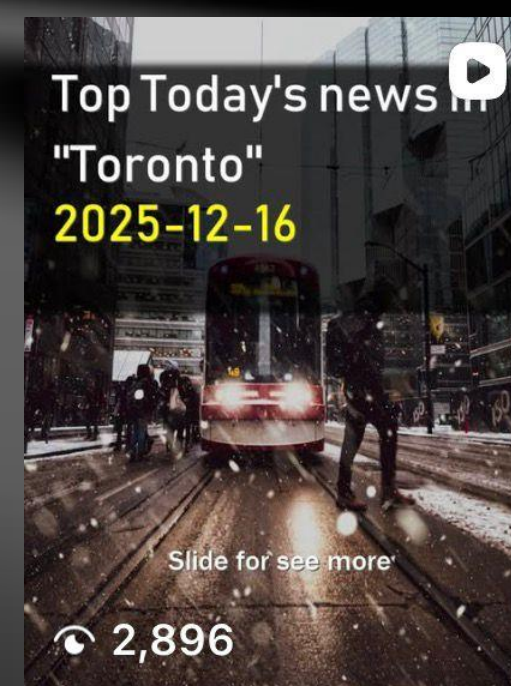 Top Today's news in
"Toronto"
2025-12-16
Slide for see more
2,896